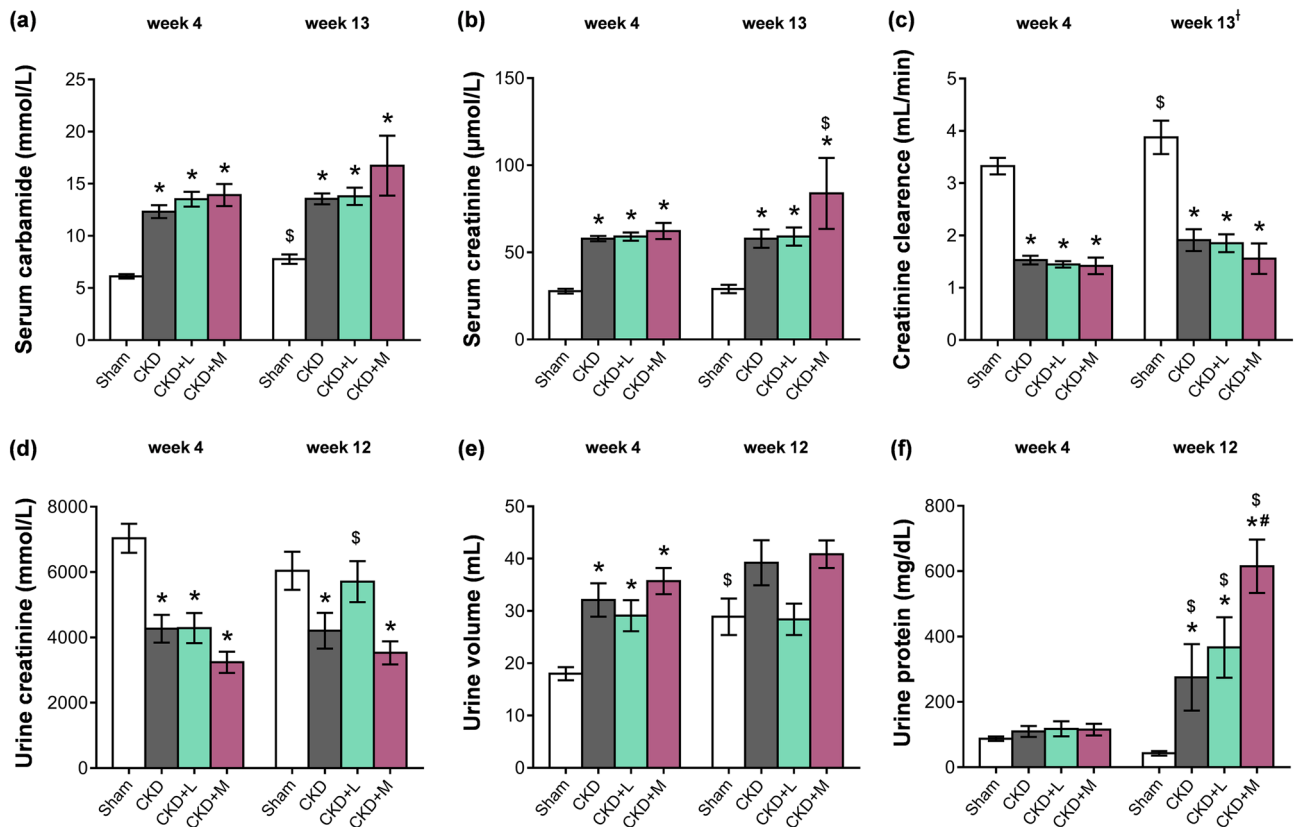 (a)
week 4 week 13
Serum carbamide (mmol/L)
25
20
15
10
5
0
* * * $ * * *
Sham CKD CKD+L CKD+M Sham CKD CKD+L CKD+M
(b)
week 4 week 13
Serum creatinine (µmol/L)
150
100
50
0
$
* * * * * *
Sham CKD CKD+L CKD+M Sham CKD CKD+L CKD+M
(c)
week 4 week 13ƚ
Creatinine clearence (mL/min)
5
4
3
2
1
0
$
* * * * * *
Sham CKD CKD+L CKD+M Sham CKD CKD+L CKD+M
(d)
week 4 week 12
Urine creatinine (mmol/L)
8000
6000
4000
2000
0
$
* * * * *
Sham CKD CKD+L CKD+M Sham CKD CKD+L CKD+M
(e)
week 4 week 12
Urine volume (mL)
50
40
30
20
10
0
* * * $
Sham CKD CKD+L CKD+M Sham CKD CKD+L CKD+M
(f)
week 4 week 12
Urine protein (mg/dL)
800
600
400
200
0
$ $ $
* * *#
Sham CKD CKD+L CKD+M Sham CKD CKD+L CKD+M